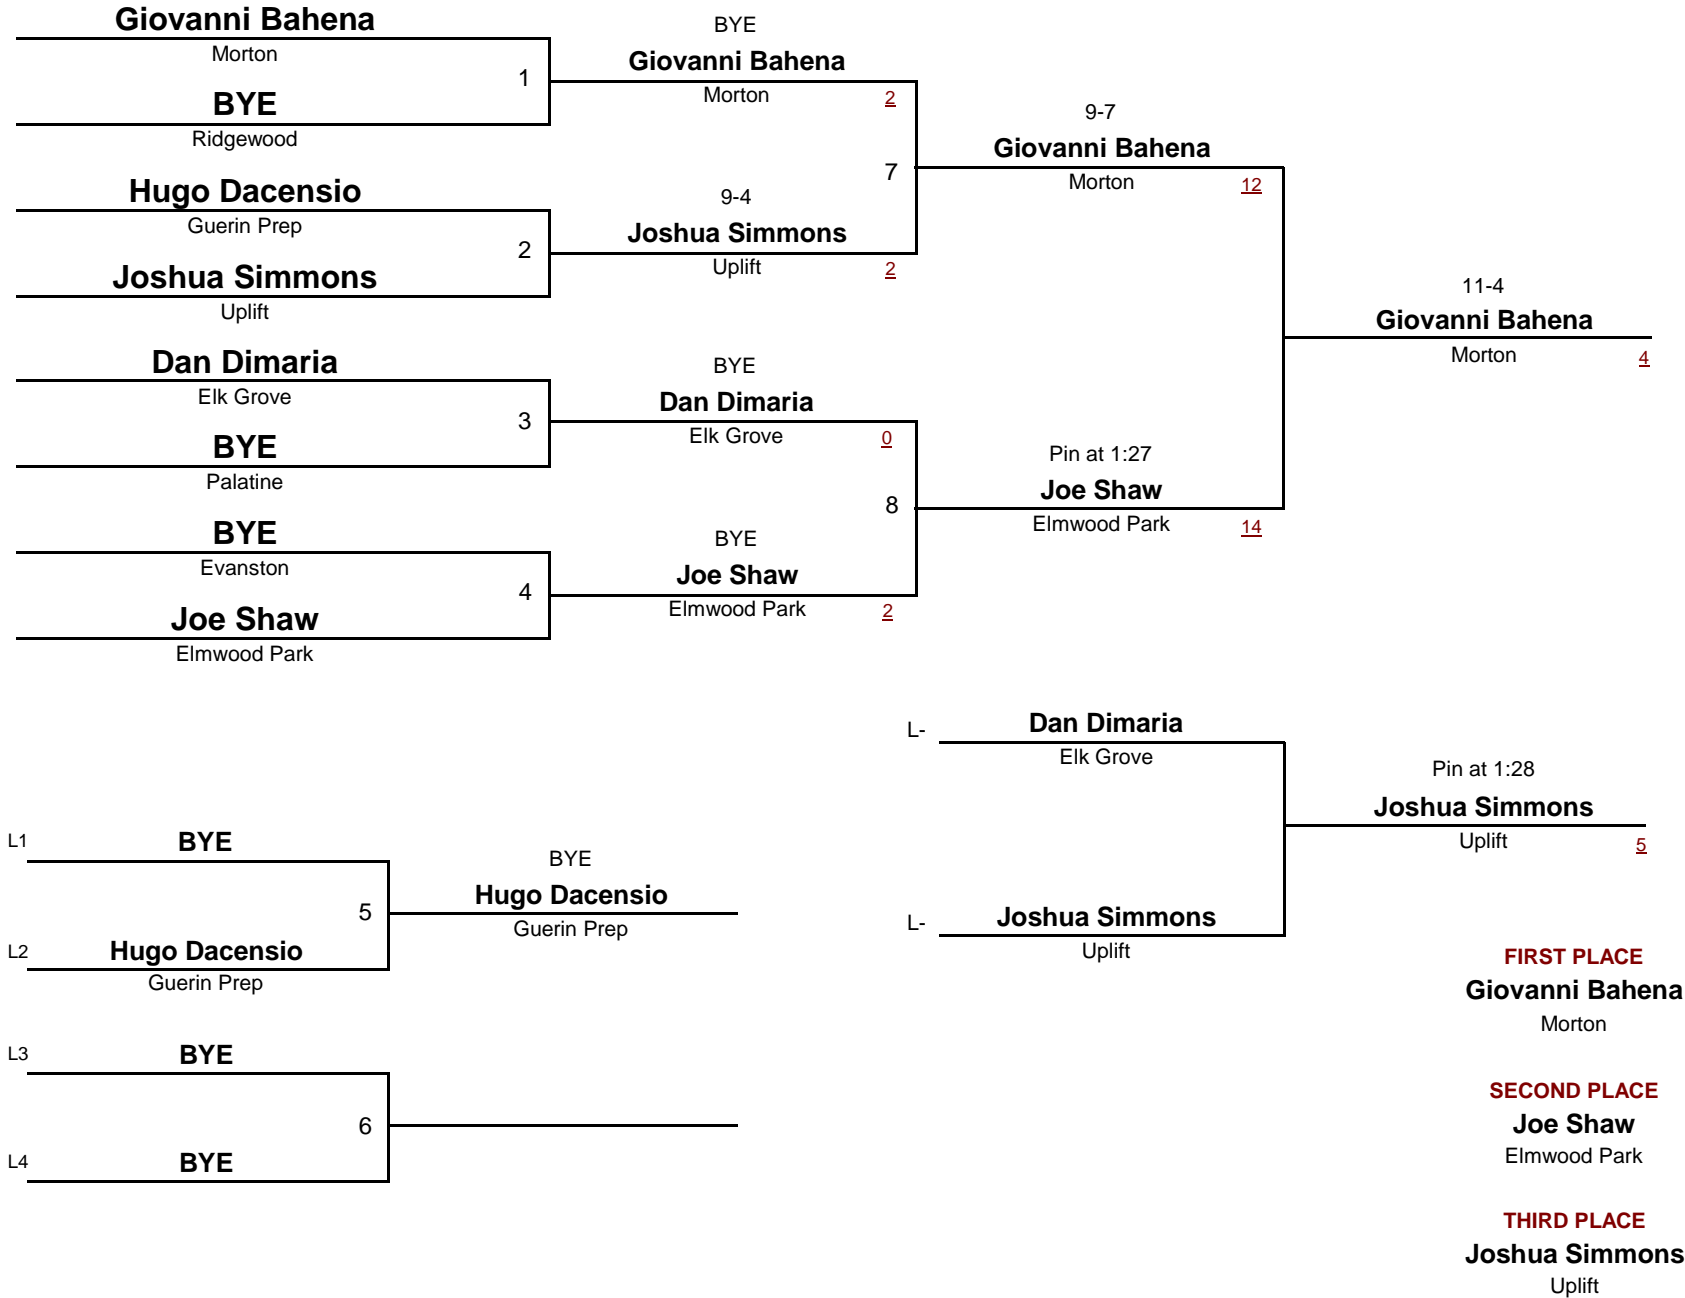 Giovanni Bahena
Morton
1
BYE
Ridgewood
Hugo Dacensio
Guerin Prep
2
Joshua Simmons
Uplift
Dan Dimaria
Elk Grove
3
BYE
Palatine
BYE
Evanston
4
Joe Shaw
Elmwood Park
BYE
Giovanni Bahena
Morton
2
7
9-4
Joshua Simmons
Uplift
2
BYE
Dan Dimaria
Elk Grove
0
8
BYE
Joe Shaw
Elmwood Park
2
9-7
Giovanni Bahena
Morton
12
Pin at 1:27
Joe Shaw
Elmwood Park
14
11-4
Giovanni Bahena
Morton
4
L1
BYE
5
L2
Hugo Dacensio
Guerin Prep
BYE
Hugo Dacensio
Guerin Prep
L3
BYE
6
L4
BYE
L-
Dan Dimaria
Elk Grove
L-
Joshua Simmons
Uplift
Pin at 1:28
Joshua Simmons
Uplift
5
FIRST PLACE
Giovanni Bahena
Morton
SECOND PLACE
Joe Shaw
Elmwood Park
THIRD PLACE
Joshua Simmons
Uplift